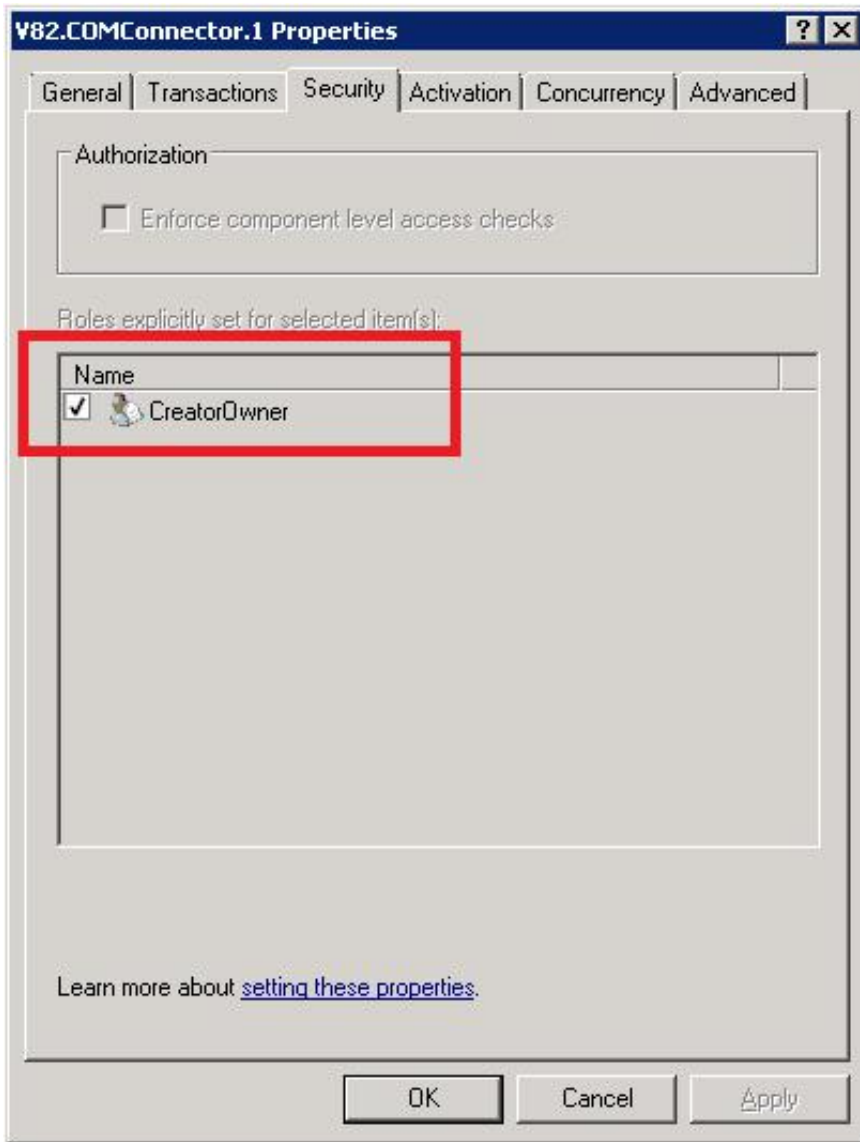 V82.COMConnector.1 Properties
General Transactions Security Activation Concurrency Advanced
Authorization
Enforce component level access checks
Roles explicitly set for selected item(s):
Name
CreatorOwner
Learn more about setting these properties.
OK Cancel Apply